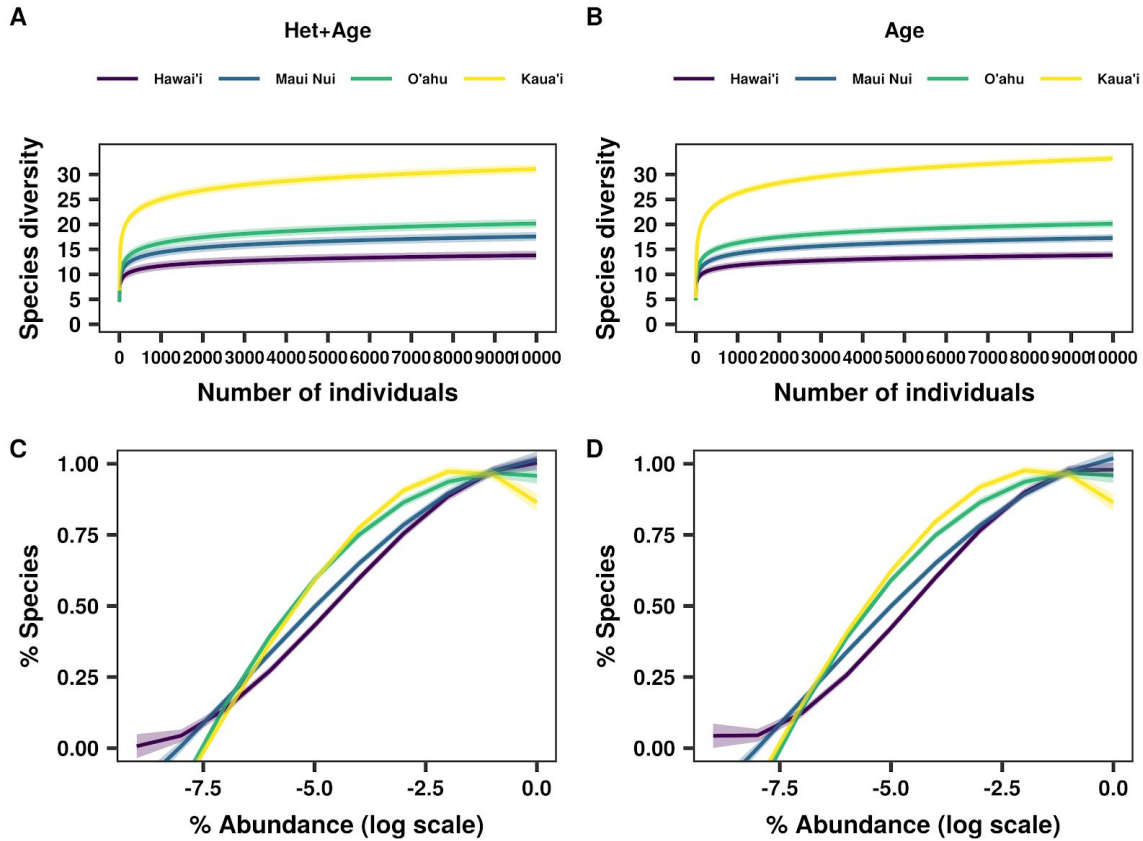 A
Het+Age
Hawai'i Maui Nui O'ahu Kaua'i
Species diversity
30
25
20
15
10
5
0
0 1000 2000 3000 4000 5000 6000 7000 8000 9000 10000
Number of individuals
B
Age
Hawai'i Maui Nui O'ahu Kaua'i
Species diversity
30
25
20
15
10
5
0
0 1000 2000 3000 4000 5000 6000 7000 8000 9000 10000
Number of individuals
C
% Species
1.00
0.75
0.50
0.25
0.00
-7.5 -5.0 -2.5 0.0
% Abundance (log scale)
D
% Species
1.00
0.75
0.50
0.25
0.00
-7.5 -5.0 -2.5 0.0
% Abundance (log scale)